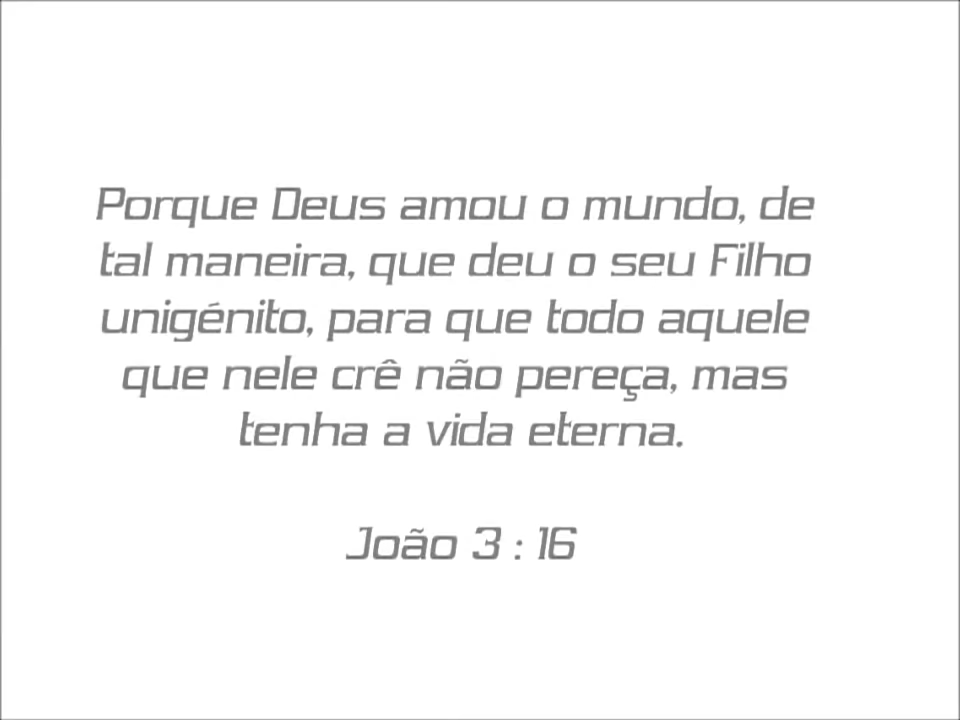 Porque Deus amou o mundo, de
tal maneira, que deu o seu Filho
unigénito, para que todo aquele
que nele crê não pereça, mas
tenha a vida eterna.
João 3 : 16